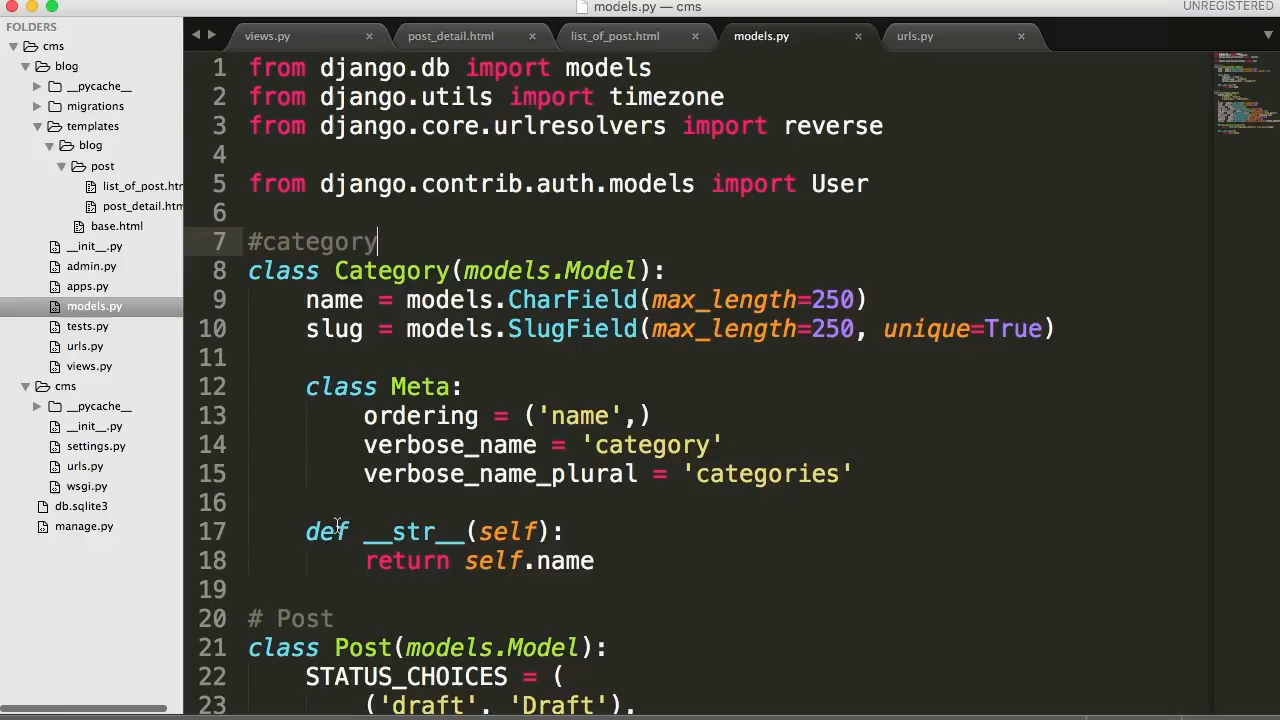 models.py — cms
UNREGISTERED
FOLDERS
cms
blog
__pycache__
migrations
templates
blog
post
list_of_post.htm
post_detail.htm
base.html
__init__.py
admin.py
apps.py
models.py
tests.py
urls.py
views.py
cms
__pycache__
__init__.py
settings.py
urls.py
wsgi.py
db.sqlite3
manage.py
views.py × post_detail.html × list_of_post.html × models.py × urls.py ×
1 from django.db import models
2 from django.utils import timezone
3 from django.core.urlresolvers import reverse
4
5 from django.contrib.auth.models import User
6
7 #category
8 class Category(models.Model):
9 name = models.CharField(max_length=250)
10 slug = models.SlugField(max_length=250, unique=True)
11
12 class Meta:
13 ordering = ('name',)
14 verbose_name = 'category'
15 verbose_name_plural = 'categories'
16
17 def __str__(self):
18 return self.name
19
20 # Post
21 class Post(models.Model):
22 STATUS_CHOICES = (
23 ('draft', 'Draft'),